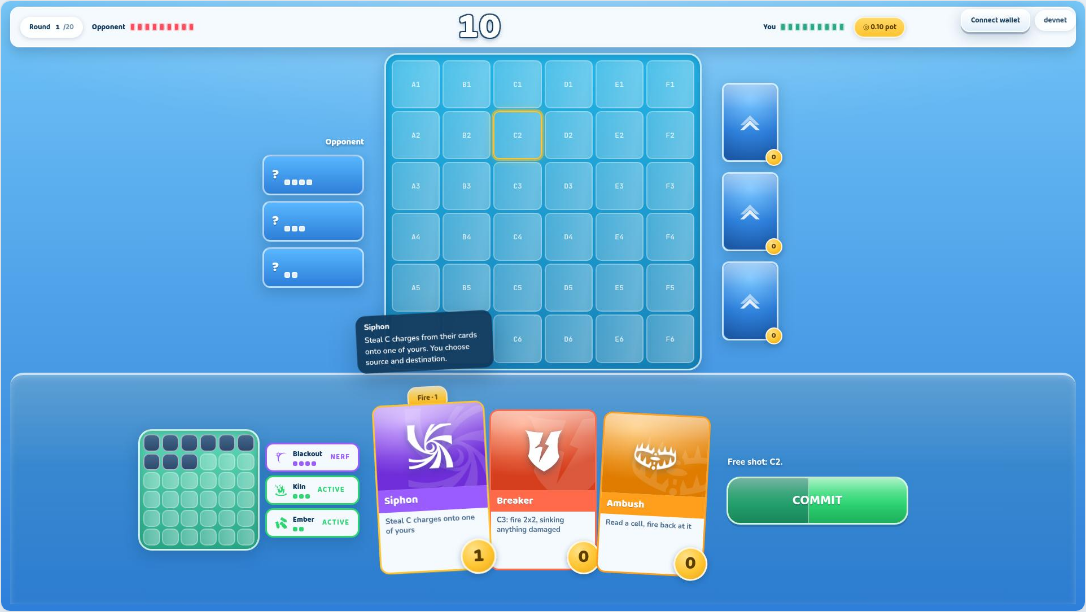 Round 1 /20
Opponent
10
You
0.10 pot
Connect wallet
devnet
A1 B1 C1 D1 E1 F1
A2 B2 C2 D2 E2 F2
A3 B3 C3 D3 E3 F3
A4 B4 C4 D4 E4 F4
A5 B5 C5 D5 E5 F5
C6 D6 E6 F6
Opponent
?
?
?
0
0
0
Siphon
Steal C charges from their cards
onto one of yours. You choose
source and destination.
Blackout NERF
Kiln ACTIVE
Ember ACTIVE
Fire·1
Siphon
Steal C charges onto one
of yours
1
Breaker
C3: fire 2x2, sinking
anything damaged
0
Ambush
Read a cell, fire back at it
0
Free shot: C2.
COMMIT